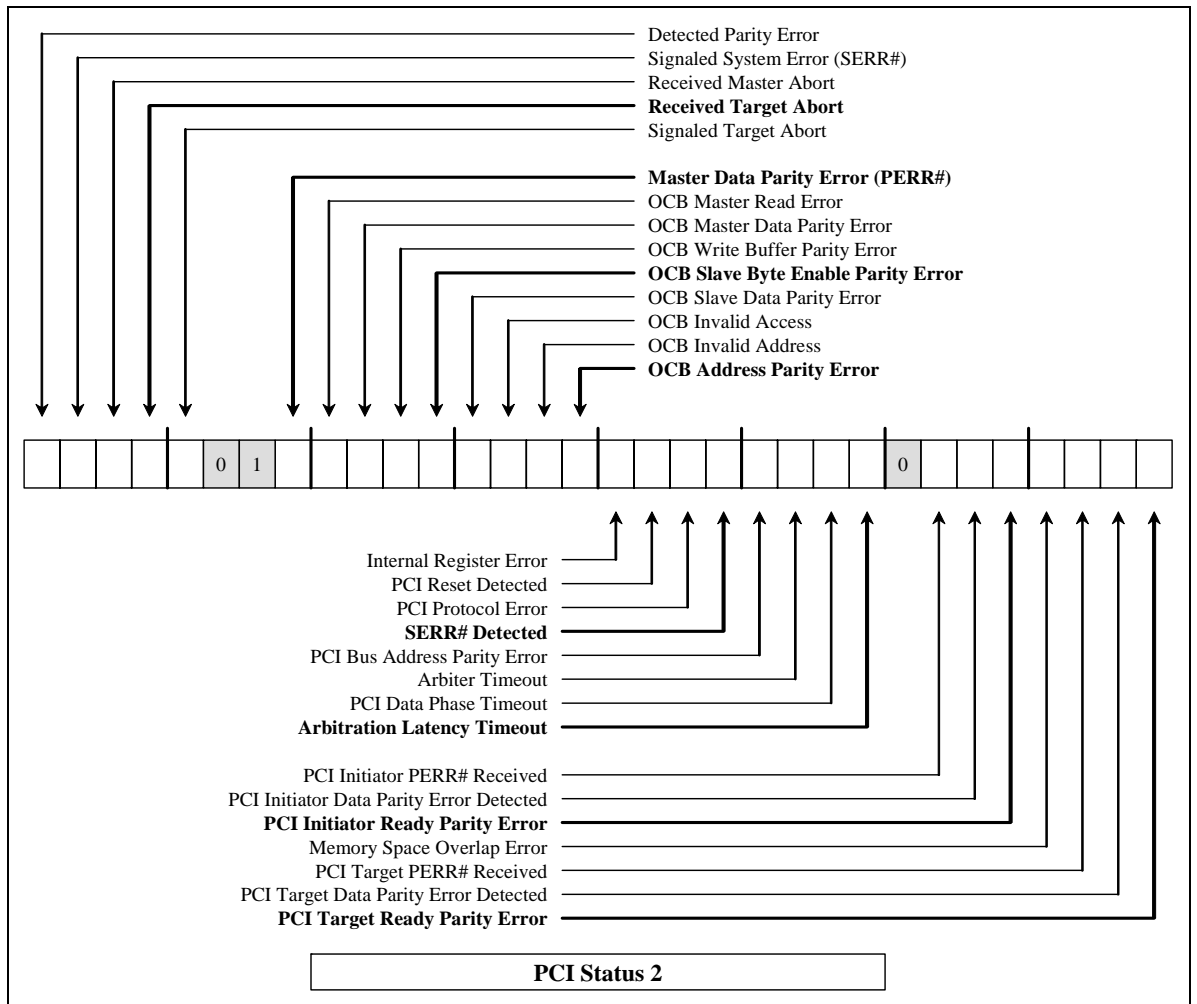 Detected Parity Error
Signaled System Error (SERR#)
Received Master Abort
Received Target Abort
Signaled Target Abort
Master Data Parity Error (PERR#)
OCB Master Read Error
OCB Master Data Parity Error
OCB Write Buffer Parity Error
OCB Slave Byte Enable Parity Error
OCB Slave Data Parity Error
OCB Invalid Access
OCB Invalid Address
OCB Address Parity Error
0 1 0
Internal Register Error
PCI Reset Detected
PCI Protocol Error
SERR# Detected
PCI Bus Address Parity Error
Arbiter Timeout
PCI Data Phase Timeout
Arbitration Latency Timeout
PCI Initiator PERR# Received
PCI Initiator Data Parity Error Detected
PCI Initiator Ready Parity Error
Memory Space Overlap Error
PCI Target PERR# Received
PCI Target Data Parity Error Detected
PCI Target Ready Parity Error
PCI Status 2